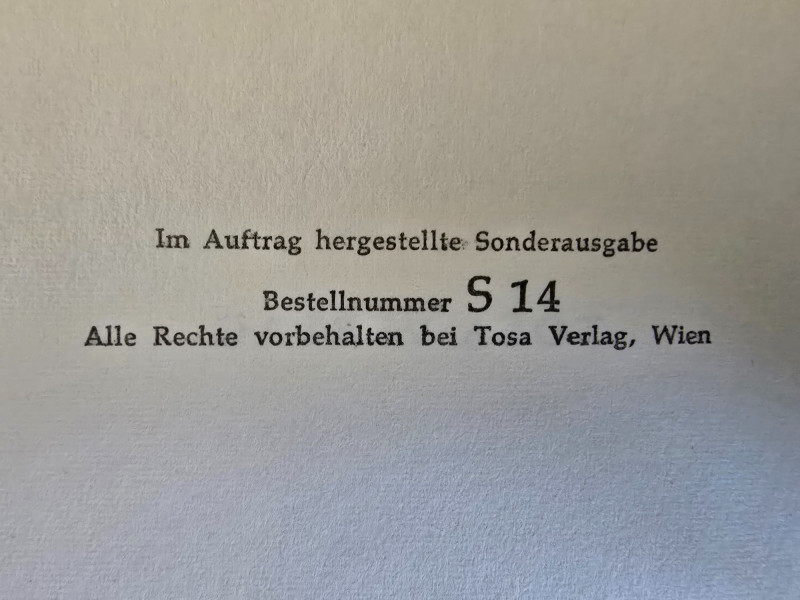 Im Auftrag hergestellte Sonderausgabe
Bestellnummer S 14
Alle Rechte vorbehalten bei Tosa Verlag, Wien